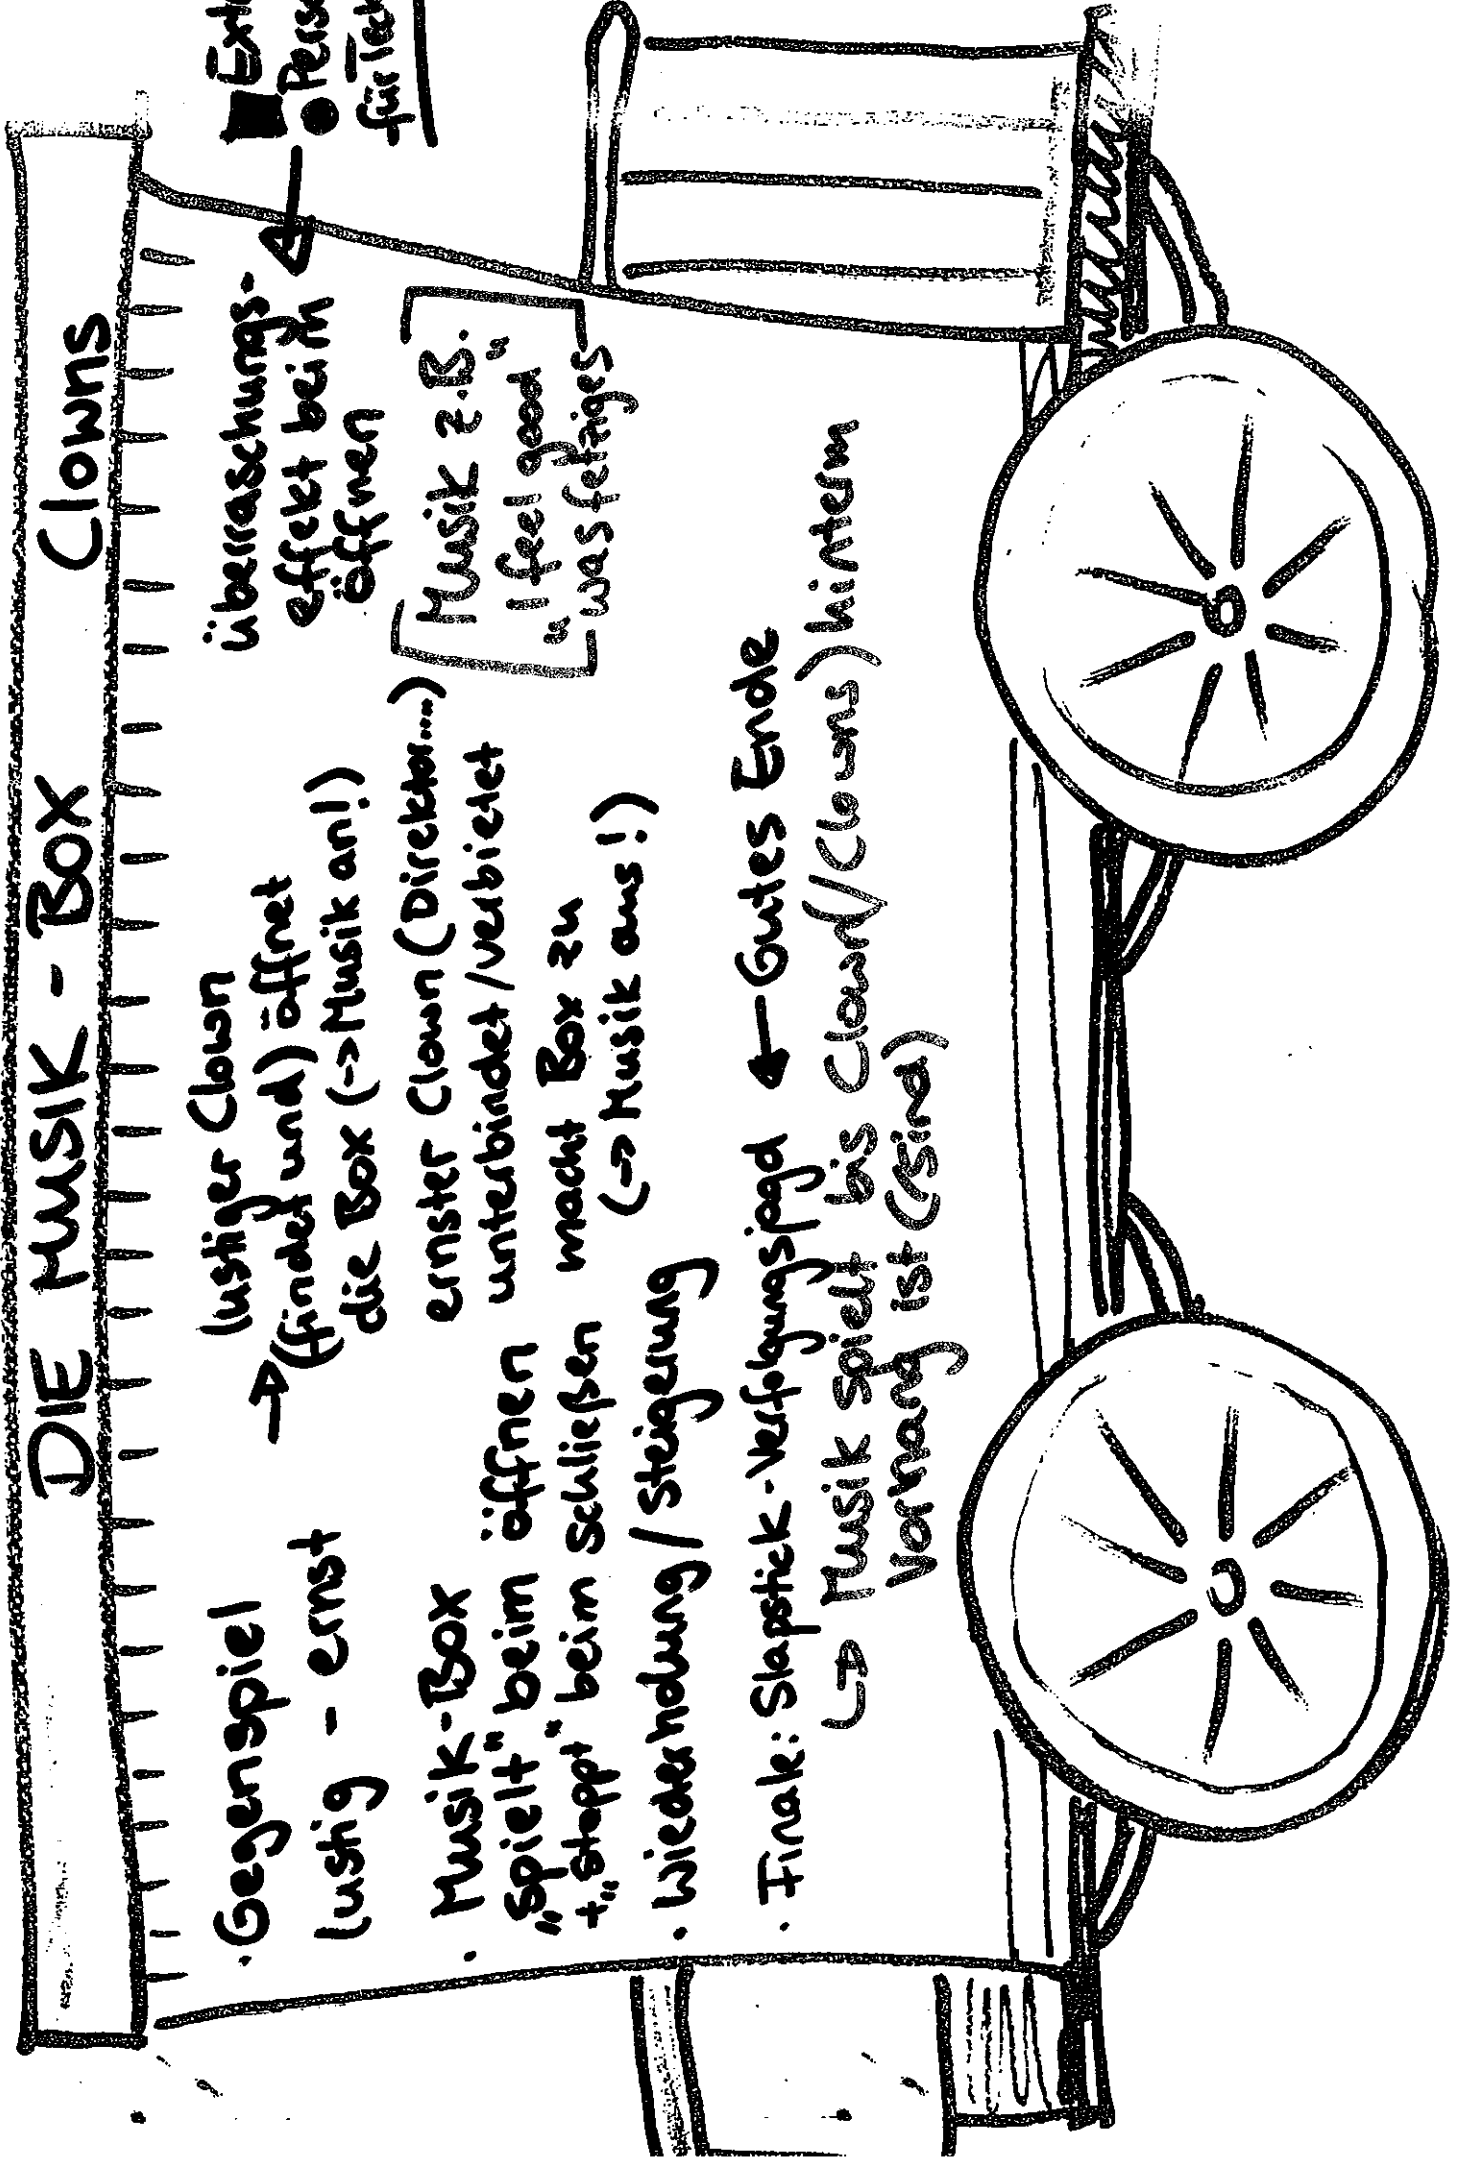 DIE MUSIK-BOX Clowns
· Gegenspiel
lustig - ernst
→
lustiger Clown
(findet und) öffnet
die Box (->Musik an!)
ernster Clown (Direktor...)
unterbindet/verbietet
macht Box zu
(-> Musik aus!)
überraschungs-
effekt beim
öffnen
←
[Musik z.B.
"I feel good"
"was fetziges]
· Musik-Box
"spielt" beim öffnen
+"stoppt" beim schließen
· Wiederholung / Steigerung
· Finale: Slapstick-Verfolgungsjagd ← Gutes Ende
↳ Musik spielt bis Clown/(Clowns) hinterm
Vorhang ist (sind)
■
●
für